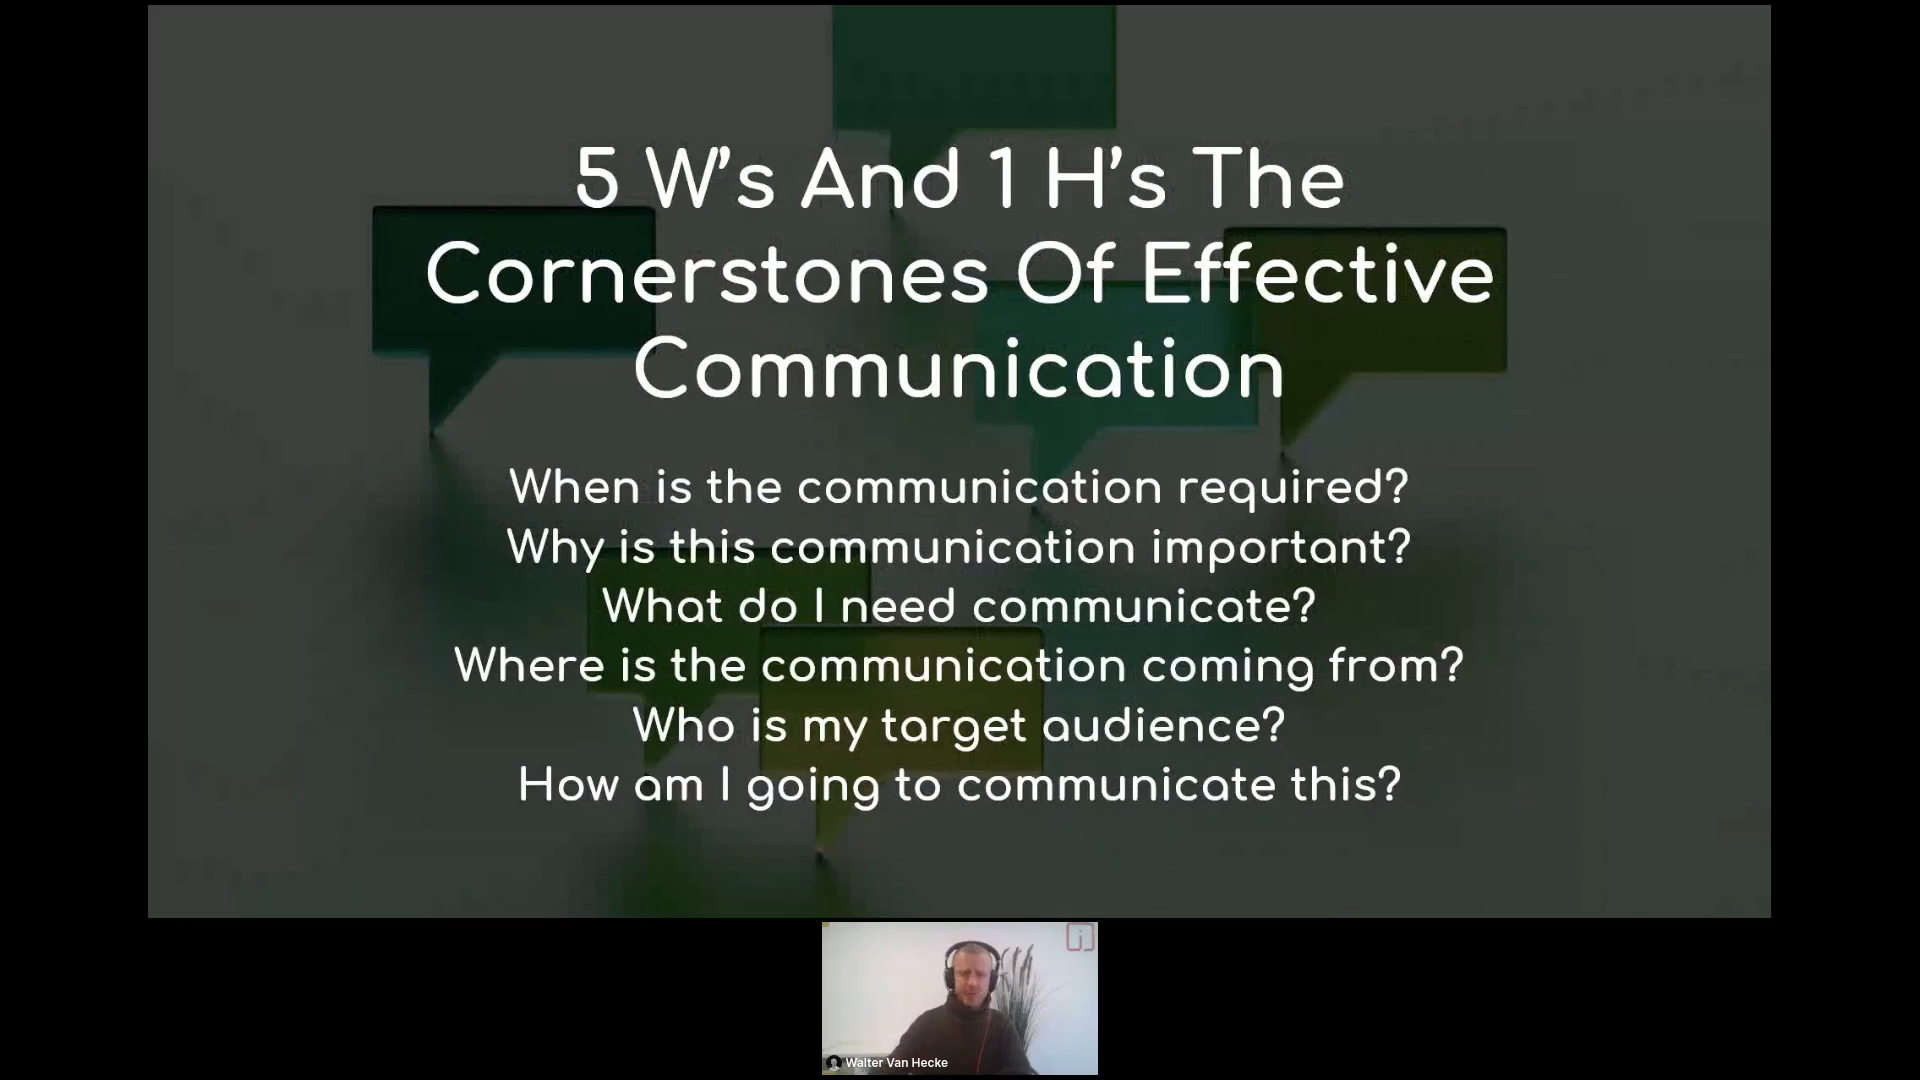 5 W’s And 1 H’s The
Cornerstones Of Effective
Communication
When is the communication required?
Why is this communication important?
What do I need communicate?
Where is the communication coming from?
Who is my target audience?
How am I going to communicate this?
Walter Van Hecke